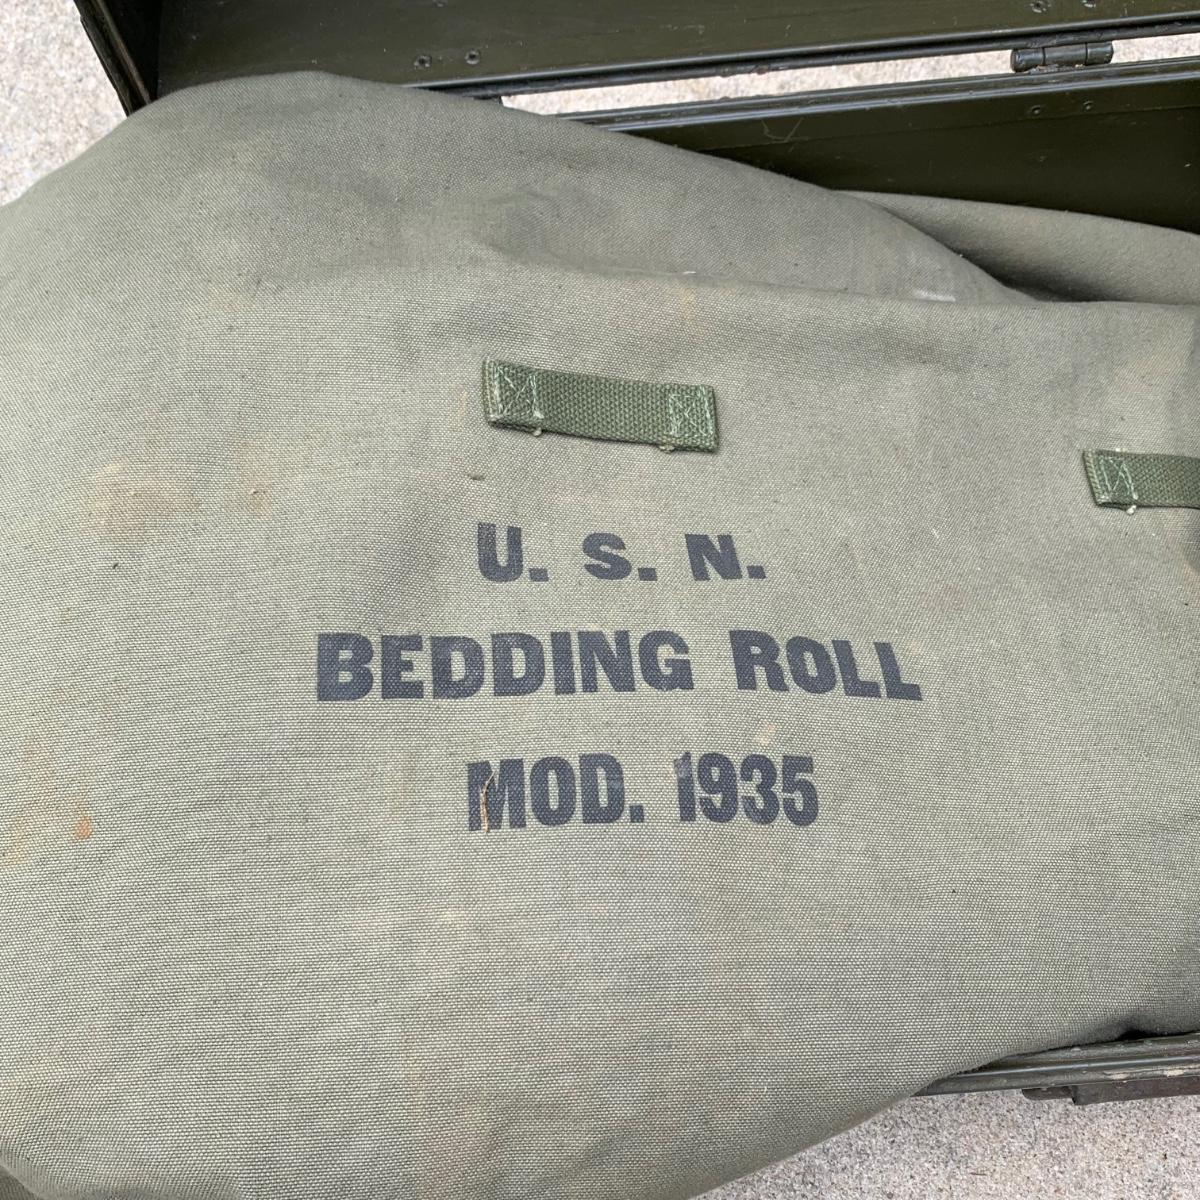 U. S. N.
BEDDING ROLL
MOD. 1935